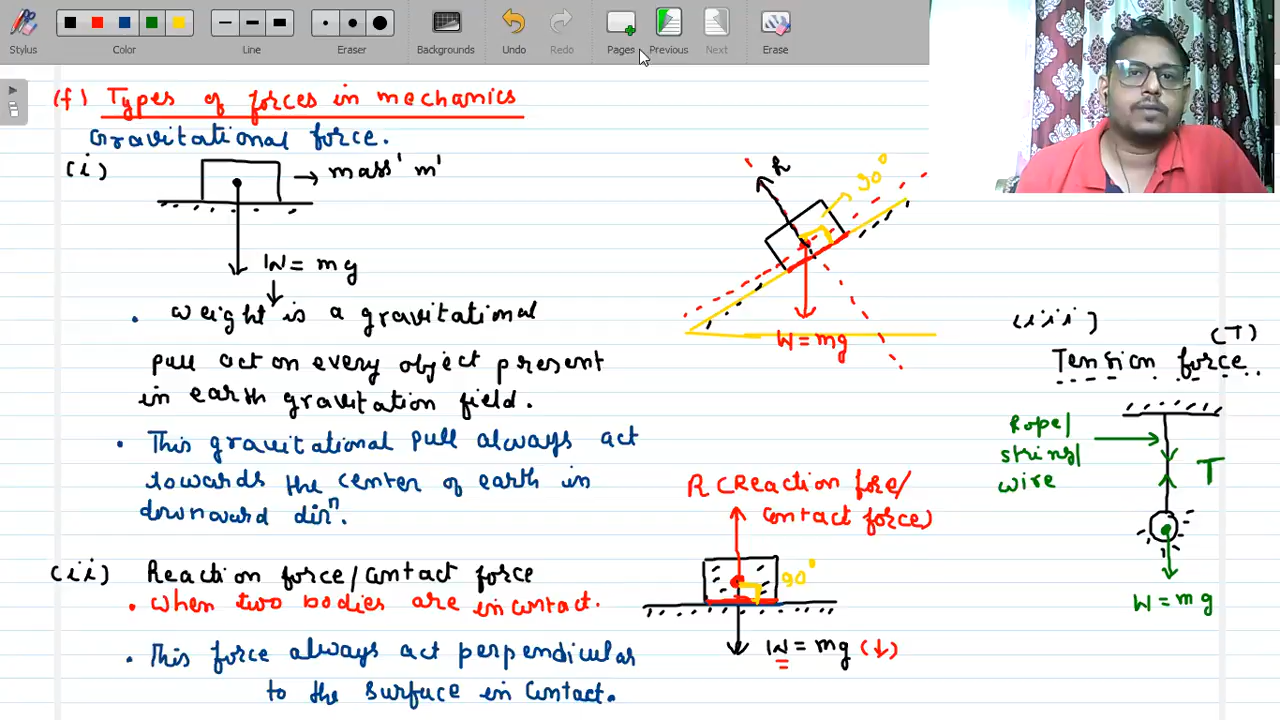 Stylus
Color
Line
Eraser
Backgrounds
Undo
Redo
Pages
Previous
Next
Erase
(f) Types of forces in mechanics
Gravitational force.
(i)
mass 'm'
W = mg
• weight is a gravitational
pull act on every object present
in earth gravitation field.
• This gravitational pull always act
towards the center of earth in
downward dirⁿ.
(ii) Reaction force/contact force
• when two bodies are in contact.
• This force always act perpendicular
to the surface in contact.
R
90°
W = mg
R (Reaction fore/
contact force)
90°
W = mg (↓)
(iii)
(T)
Tension force
Rope/
string/
wire
T
W = mg